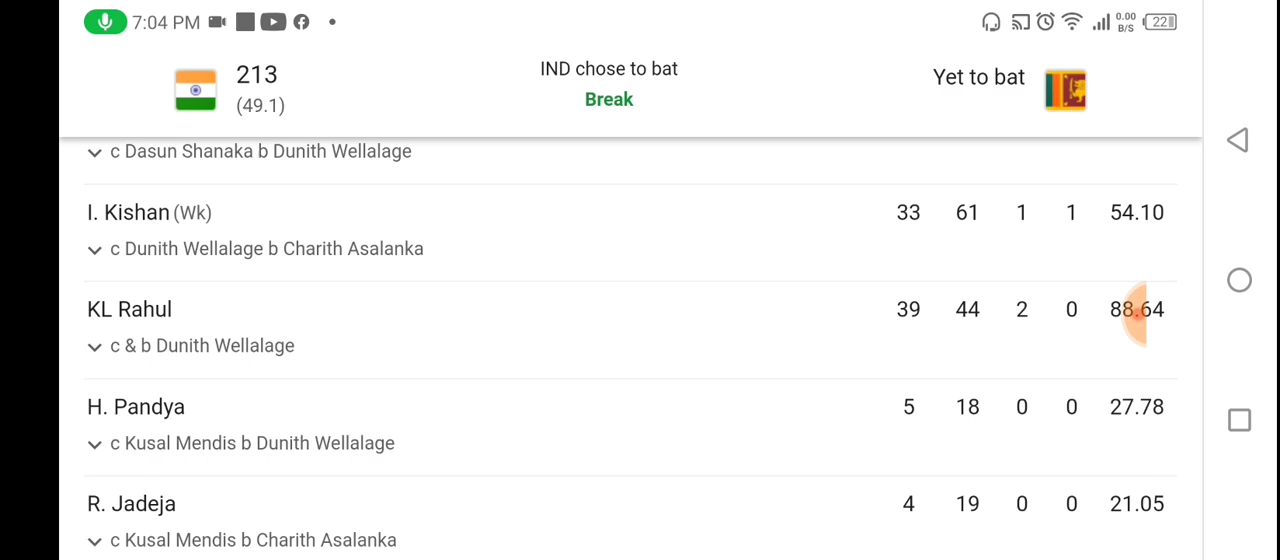 7:04 PM
0.00
B/S
22
213
(49.1)
IND chose to bat
Break
Yet to bat
c Dasun Shanaka b Dunith Wellalage
I. Kishan (Wk) 33 61 1 1 54.10
c Dunith Wellalage b Charith Asalanka
KL Rahul 39 44 2 0 88.64
c & b Dunith Wellalage
H. Pandya 5 18 0 0 27.78
c Kusal Mendis b Dunith Wellalage
R. Jadeja 4 19 0 0 21.05
c Kusal Mendis b Charith Asalanka